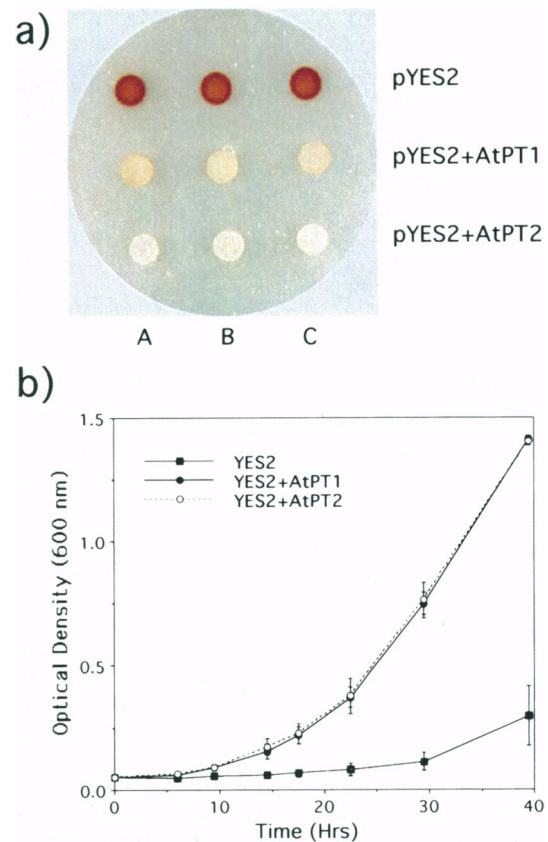 a)
pYES2
pYES2+AtPT1
pYES2+AtPT2
A B C
b)
1.5
1.0
0.5
0.0
Optical Density (600 nm)
YES2
YES2+AtPT1
YES2+AtPT2
0 10 20 30 40
Time (Hrs)